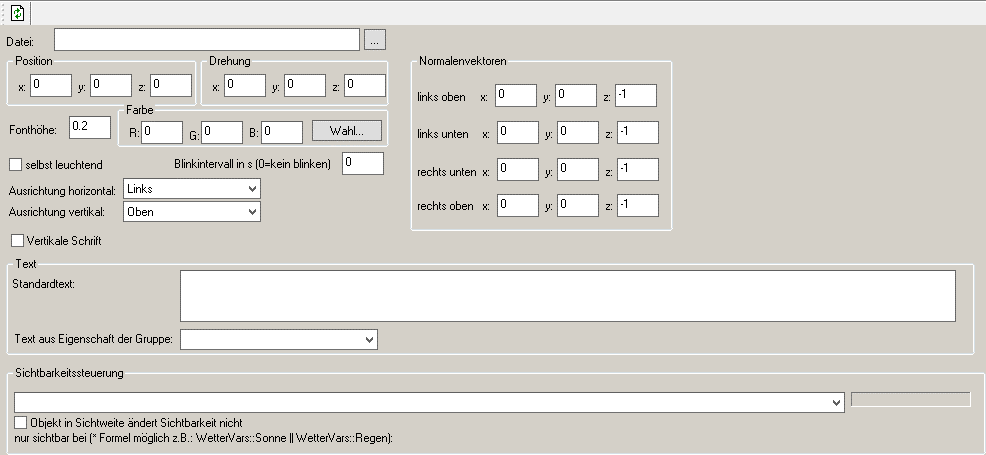 Datei: ...
Position Drehung Normalenvektoren
x: 0 y: 0 z: 0 x: 0 y: 0 z: 0
links oben x: 0 y: 0 z: -1
Fonthöhe: 0.2 Farbe
R: 0 G: 0 B: 0 Wahl...
links unten x: 0 y: 0 z: -1
selbst leuchtend Blinkintervall in s (0=kein blinken) 0
rechts unten x: 0 y: 0 z: -1
Ausrichtung horizontal: Links
rechts oben x: 0 y: 0 z: -1
Ausrichtung vertikal: Oben
Vertikale Schrift
Text
Standardtext:
Text aus Eigenschaft der Gruppe:
Sichtbarkeitssteuerung
Objekt in Sichtweite ändert Sichtbarkeit nicht
nur sichtbar bei (* Formel möglich z.B.: WetterVars::Sonne || WetterVars::Regen):